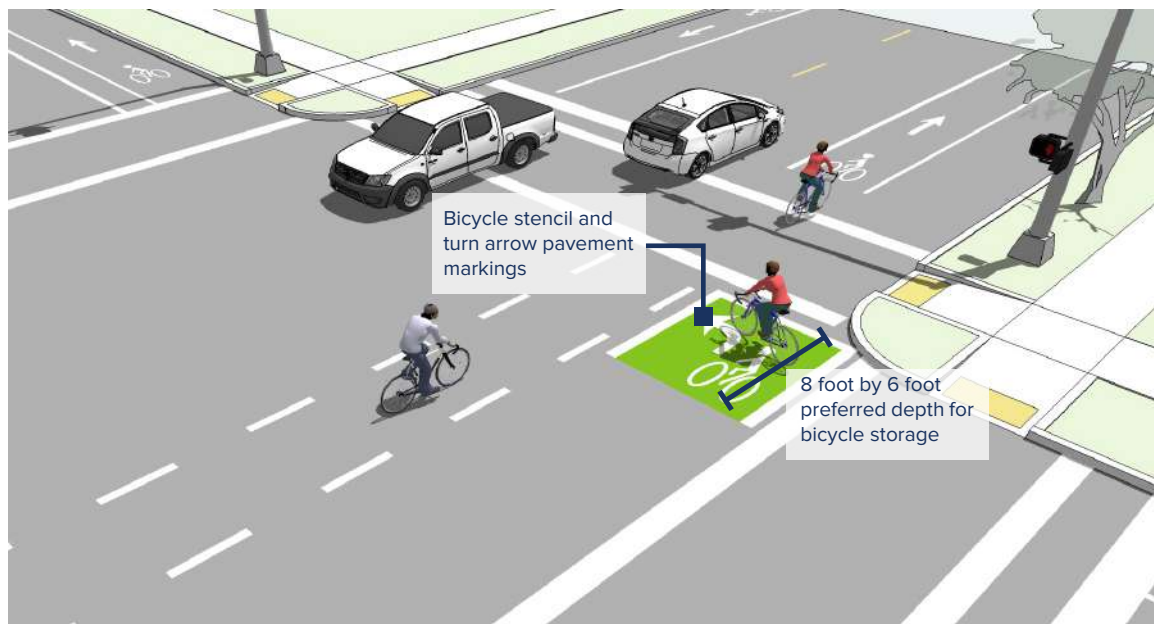 Bicycle stencil and
turn arrow pavement
markings
8 foot by 6 foot
preferred depth for
bicycle storage